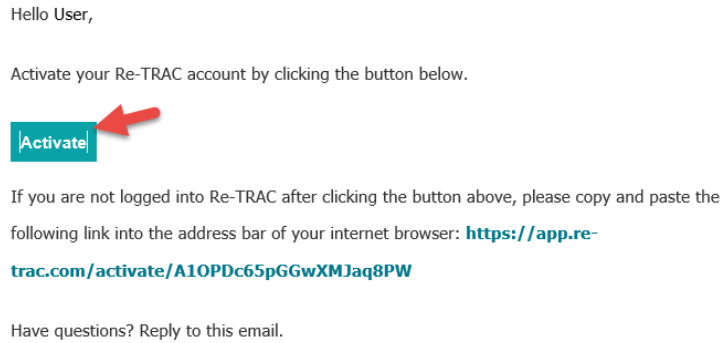 Hello User,
Activate your Re-TRAC account by clicking the button below.
Activate
If you are not logged into Re-TRAC after clicking the button above, please copy and paste the
following link into the address bar of your internet browser: https://app.re-
trac.com/activate/A1OPDc65pGGwXMJaq8PW
Have questions? Reply to this email.